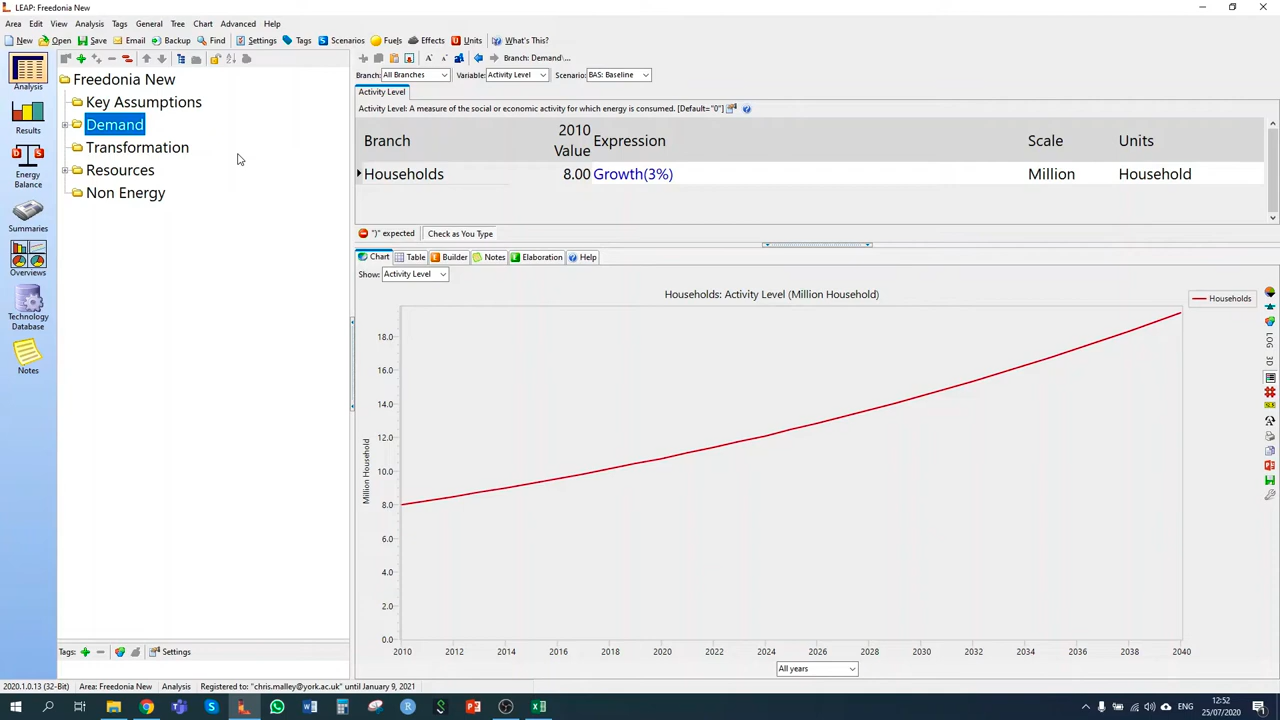 LEAP: Freedonia New
Area Edit View Analysis Tags General Tree Chart Advanced Help
New Open Save Email Backup Find Settings Tags Scenarios Fuels Effects Units What's This?
Analysis
Results
Energy
Balance
Summaries
Overviews
Technology
Database
Notes
Freedonia New
Key Assumptions
Demand
Transformation
Resources
Non Energy
Tags: Settings
Branch: Demand\...
Branch: All Branches Variable: Activity Level Scenario: BAS: Baseline
Activity Level
Activity Level: A measure of the social or economic activity for which energy is consumed. [Default="0"]
Branch 2010 Value Expression Scale Units
Households 8.00 Growth(3%) Million Household
")" expected Check as You Type
Chart Table Builder Notes Elaboration Help
Show: Activity Level
Households: Activity Level (Million Household)
Households
Million Household
18.0
16.0
14.0
12.0
10.0
8.0
6.0
4.0
2.0
0.0
2010 2012 2014 2016 2018 2020 2022 2024 2026 2028 2030 2032 2034 2036 2038 2040
All years
LOG
3D
2020.1.0.13 (32-Bit) Area: Freedonia New Analysis Registered to: "chris.malley@york.ac.uk" until January 9, 2021
ENG
12:52
25/07/2020